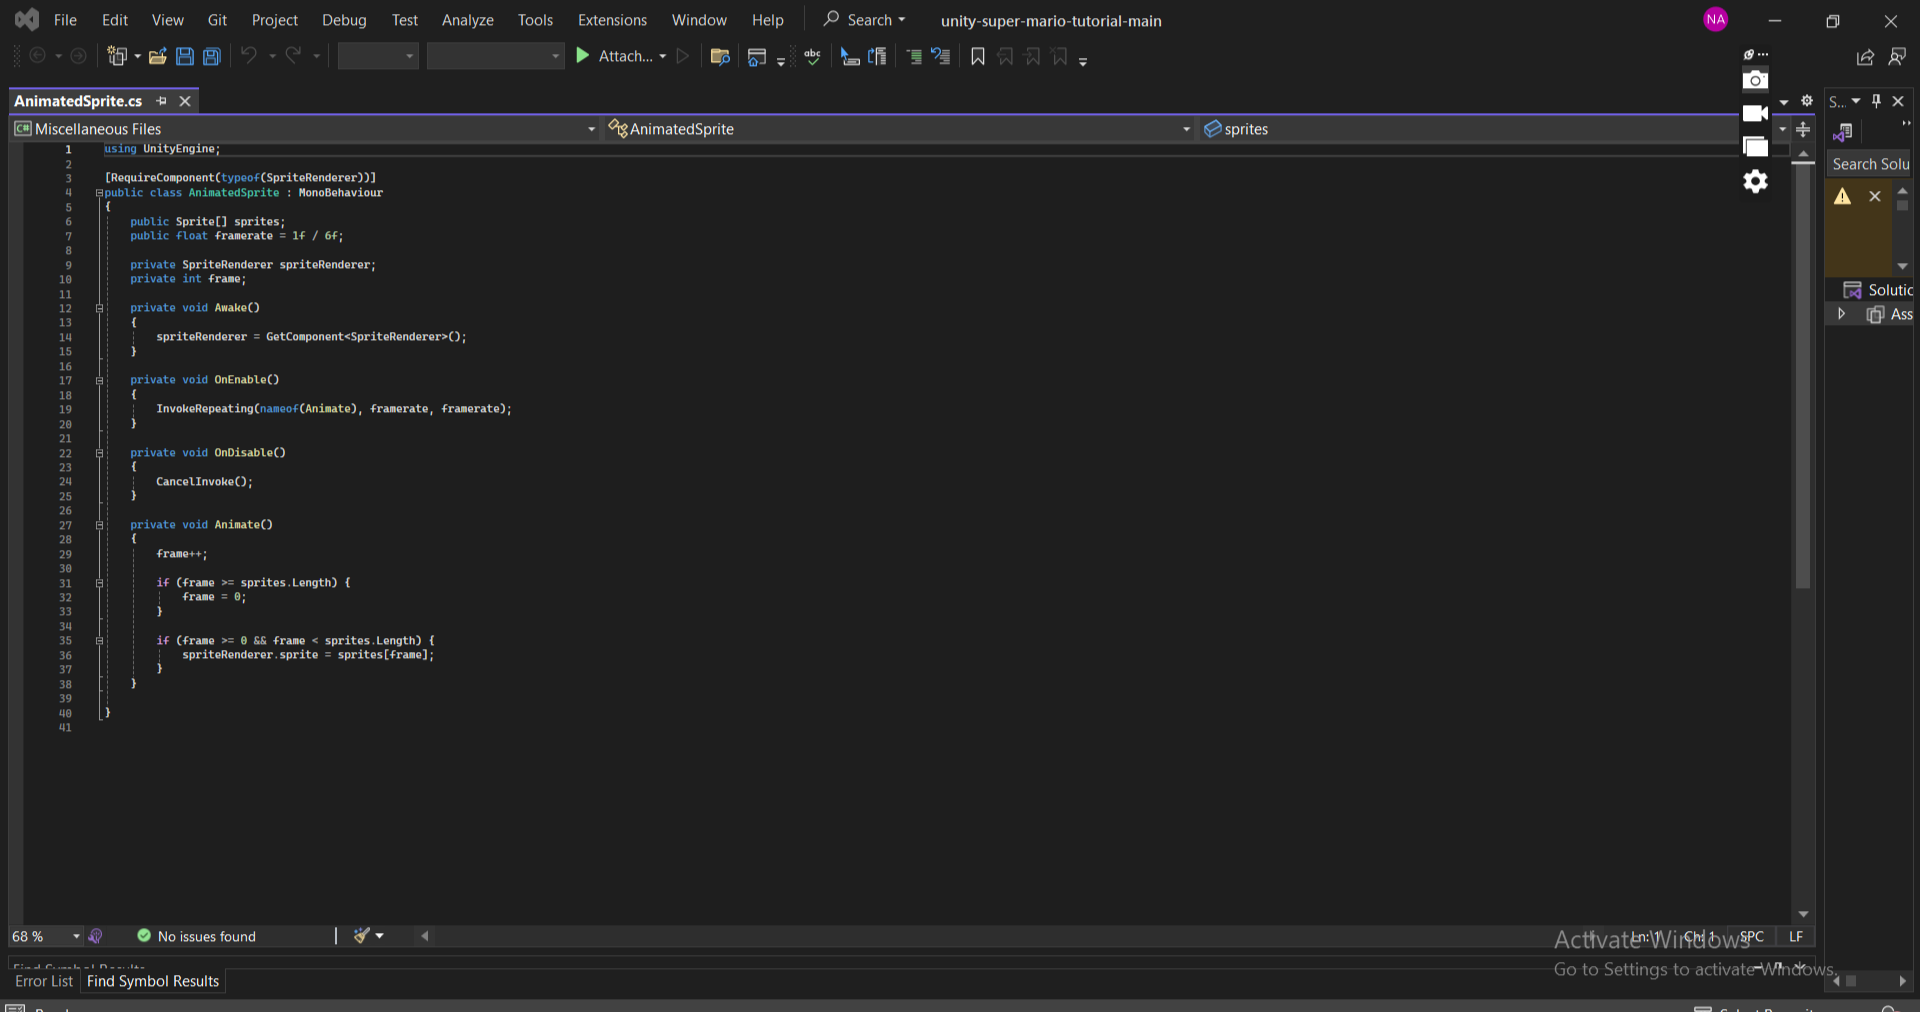 File Edit View Git Project Debug Test Analyze Tools Extensions Window Help Search unity-super-mario-tutorial-main NA
Attach... abc
AnimatedSprite.cs S...
C# Miscellaneous Files AnimatedSprite sprites
Search Solu
Solutic
Ass
1 using UnityEngine;
2
3 [RequireComponent(typeof(SpriteRenderer))]
4 public class AnimatedSprite : MonoBehaviour
5 {
6 public Sprite[] sprites;
7 public float framerate = 1f / 6f;
8
9 private SpriteRenderer spriteRenderer;
10 private int frame;
11
12 private void Awake()
13 {
14 spriteRenderer = GetComponent<SpriteRenderer>();
15 }
16
17 private void OnEnable()
18 {
19 InvokeRepeating(nameof(Animate), framerate, framerate);
20 }
21
22 private void OnDisable()
23 {
24 CancelInvoke();
25 }
26
27 private void Animate()
28 {
29 frame++;
30
31 if (frame >= sprites.Length) {
32 frame = 0;
33 }
34
35 if (frame >= 0 && frame < sprites.Length) {
36 spriteRenderer.sprite = sprites[frame];
37 }
38 }
39
40 }
41
68 % No issues found Ln: 1 Ch: 1 SPC LF
Activate Windows
Go to Settings to activate Windows.
Find Symbol Results
Error List Find Symbol Results